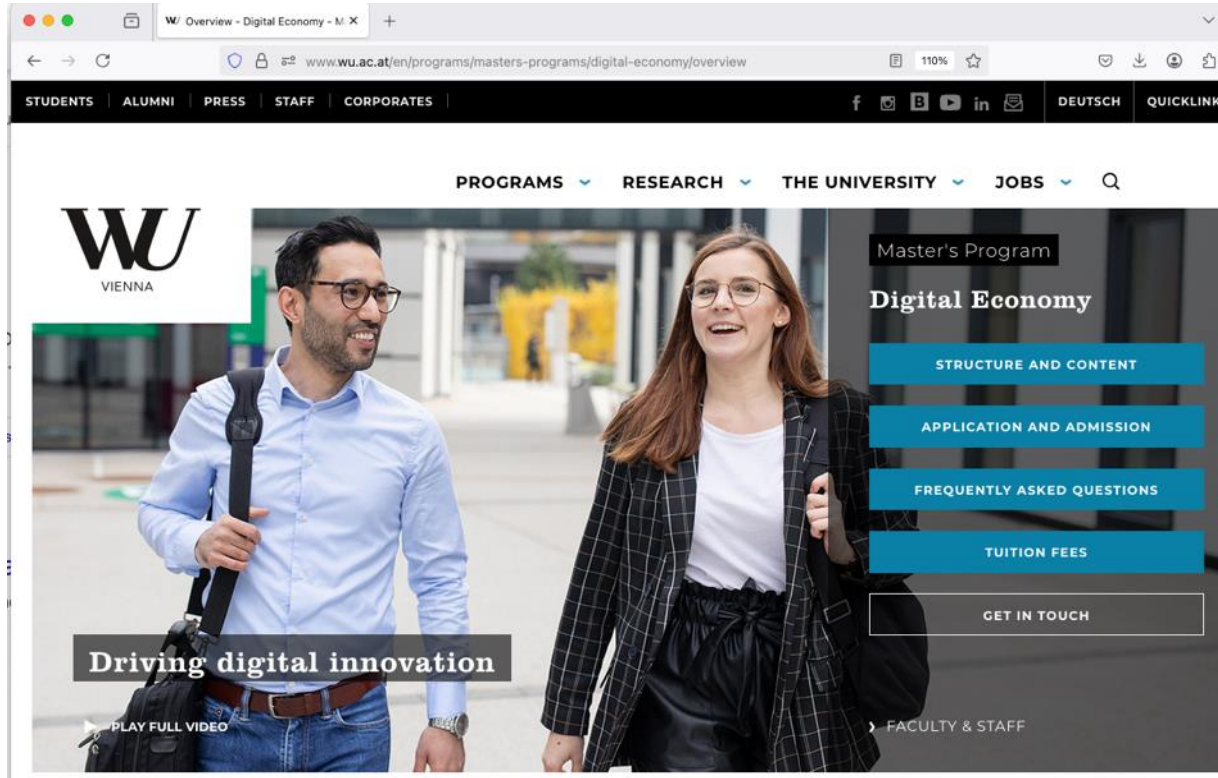 W/ Overview - Digital Economy - M
www.wu.ac.at/en/programs/masters-programs/digital-economy/overview
110%
STUDENTS ALUMNI PRESS STAFF CORPORATES
f B in DEUTSCH QUICKLINK
PROGRAMS RESEARCH THE UNIVERSITY JOBS
WU
VIENNA
Master's Program
Digital Economy
STRUCTURE AND CONTENT
APPLICATION AND ADMISSION
FREQUENTLY ASKED QUESTIONS
TUITION FEES
GET IN TOUCH
Driving digital innovation
PLAY FULL VIDEO
FACULTY & STAFF